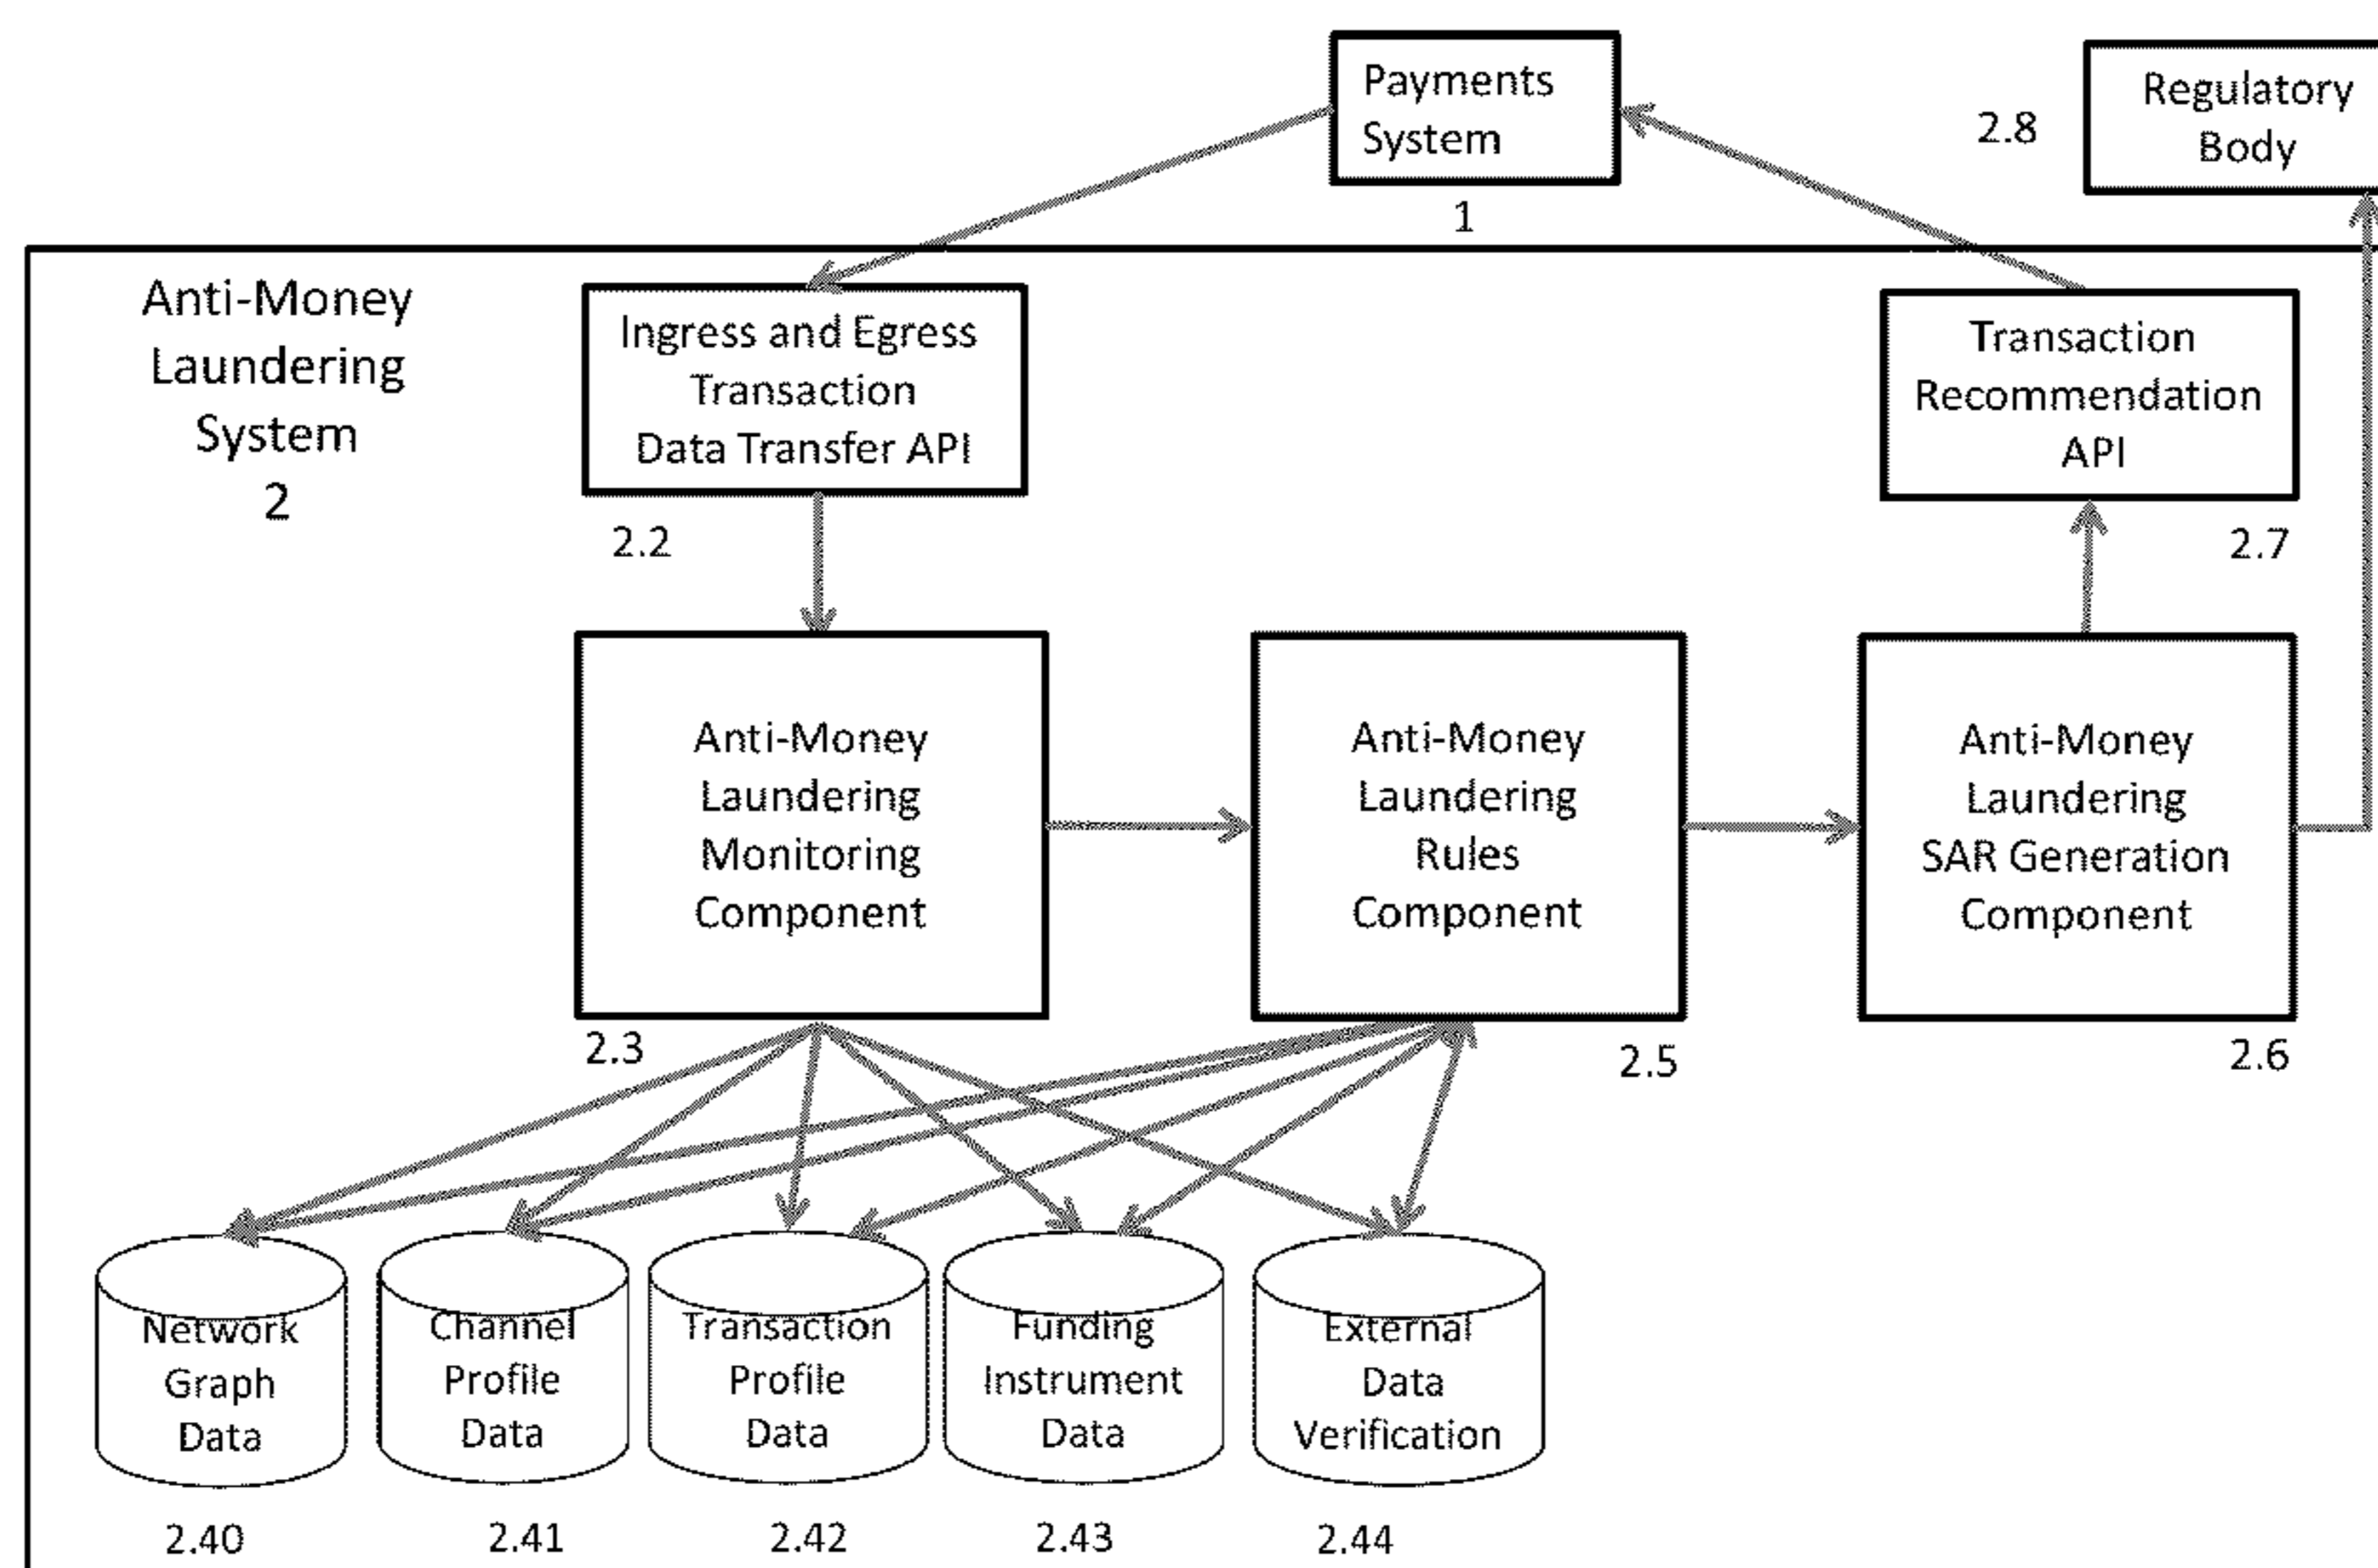 Payments
System
1
2.8
Regulatory
Body
Anti-Money
Laundering
System
2
Ingress and Egress
Transaction
Data Transfer API
2.2
Transaction
Recommendation
API
2.7
Anti-Money
Laundering
Monitoring
Component
2.3
Anti-Money
Laundering
Rules
Component
2.5
Anti-Money
Laundering
SAR Generation
Component
2.6
Network
Graph
Data
2.40
Channel
Profile
Data
2.41
Transaction
Profile
Data
2.42
Funding
Instrument
Data
2.43
External
Data
Verification
2.44